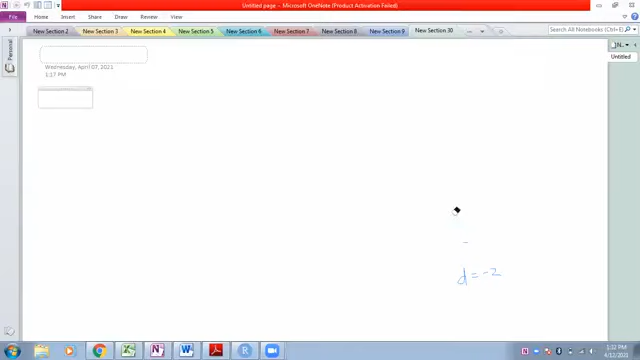 Untitled page - Microsoft OneNote (Product Activation Failed)
File Home Insert Share Draw Review View
New Section 2 New Section 3 New Section 4 New Section 5 New Section 6 New Section 7 New Section 8 New Section 9 New Section 30 Search All Notebooks (Ctrl+E)
Personal
Untitled
Wednesday, April 07, 2021
1:17 PM
d = -2
1:22 PM